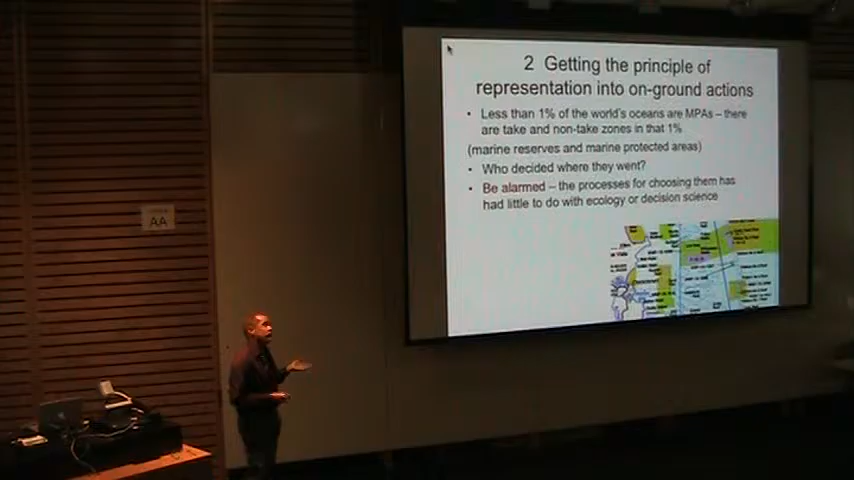 2 Getting the principle of
representation into on-ground actions
• Less than 1% of the world's oceans are MPAs – there
are take and non-take zones in that 1%
(marine reserves and marine protected areas)
• Who decided where they went?
• Be alarmed – the processes for choosing them has
had little to do with ecology or decision science
AA